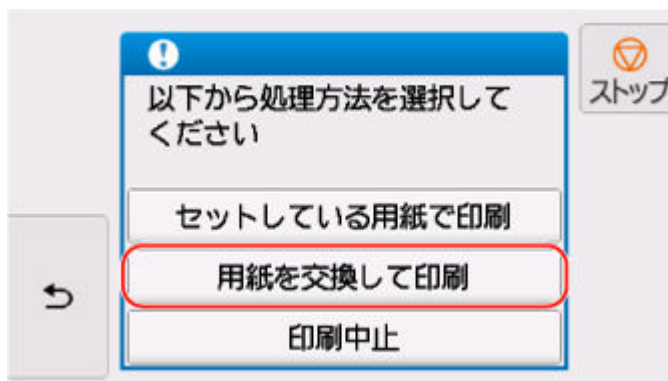 以下から処理方法を選択して
ください
ストップ
セットしている用紙で印刷
用紙を交換して印刷
印刷中止